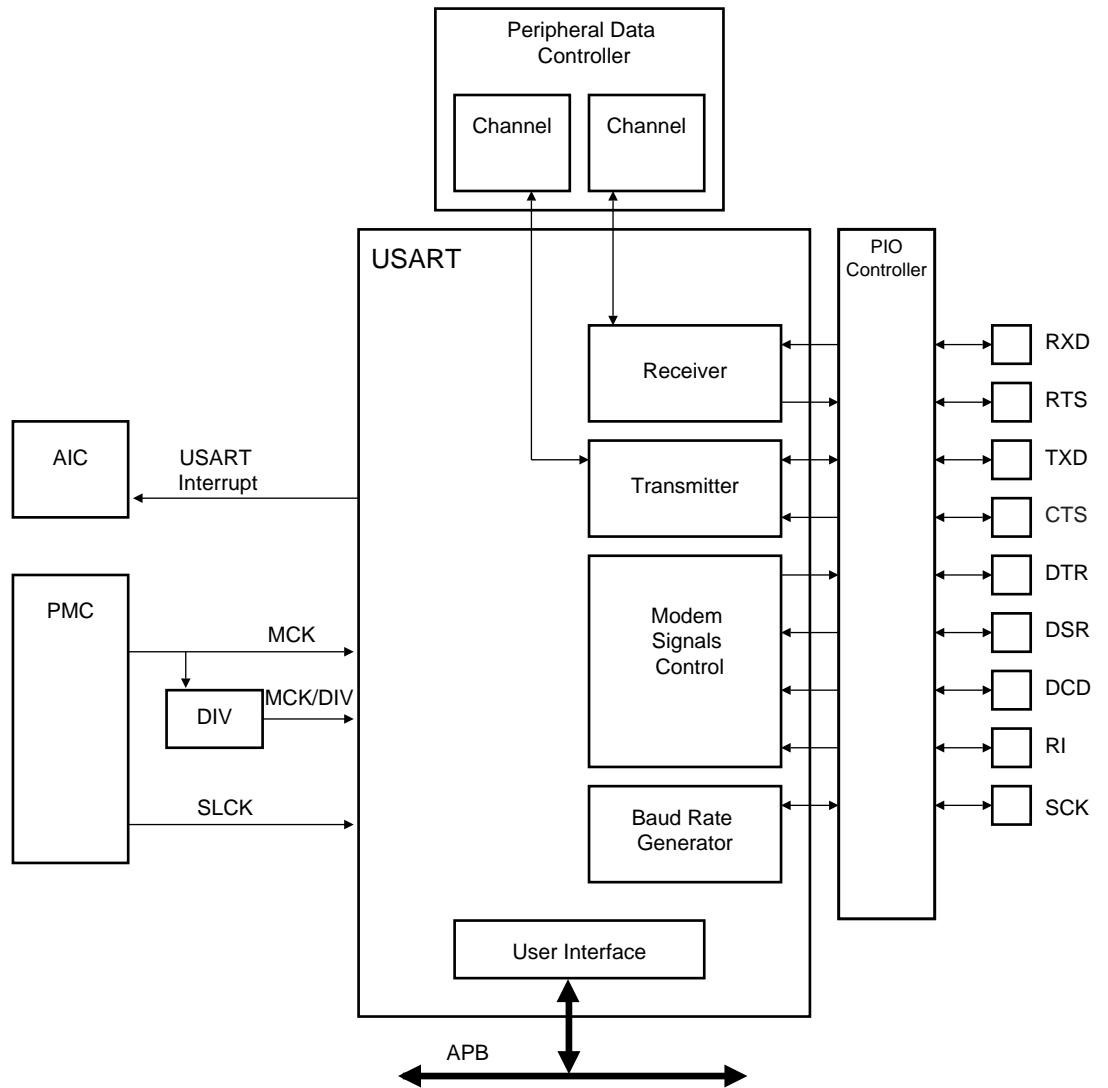 Peripheral Data
Controller
Channel
Channel
USART
PIO
Controller
Receiver
RXD
RTS
AIC
USART
Interrupt
Transmitter
TXD
CTS
PMC
MCK
DIV
MCK/DIV
SLCK
Modem
Signals
Control
DTR
DSR
DCD
RI
Baud Rate
Generator
SCK
User Interface
APB